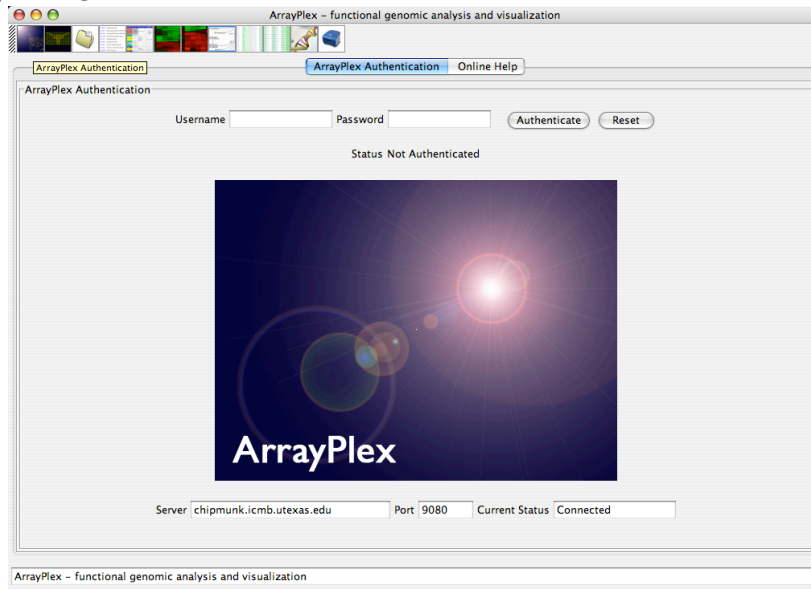 ArrayPlex – functional genomic analysis and visualization
ArrayPlex Authentication
ArrayPlex Authentication Online Help
ArrayPlex Authentication
Username Password Authenticate Reset
Status Not Authenticated
ArrayPlex
Server chipmunk.icmb.utexas.edu Port 9080 Current Status Connected
ArrayPlex – functional genomic analysis and visualization